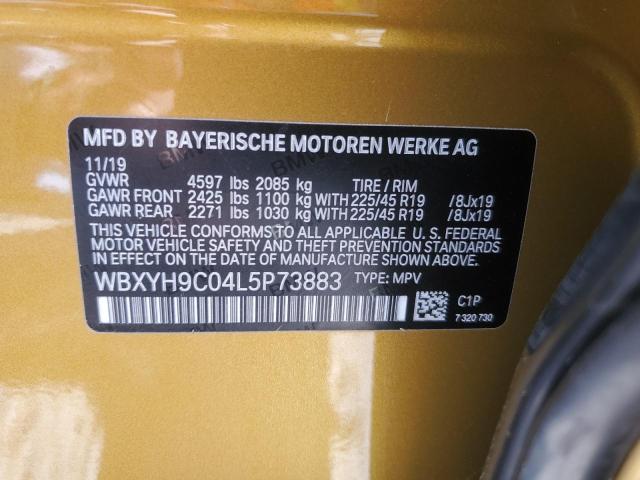 MFD BY BAYERISCHE MOTOREN WERKE AG
11/19
GVWR 4597 lbs 2085 kg TIRE / RIM
GAWR FRONT 2425 lbs 1100 kg WITH 225/45 R19 /8Jx19
GAWR REAR 2271 lbs 1030 kg WITH 225/45 R19 /8Jx19
THIS VEHICLE CONFORMS TO ALL APPLICABLE U. S. FEDERAL
MOTOR VEHICLE SAFETY AND THEFT PREVENTION STANDARDS
IN EFFECT ON THE DATE OF MANUFACTURE SHOWN ABOVE.
WBXYH9C04L5P73883 TYPE: MPV
C1P
7 320 730